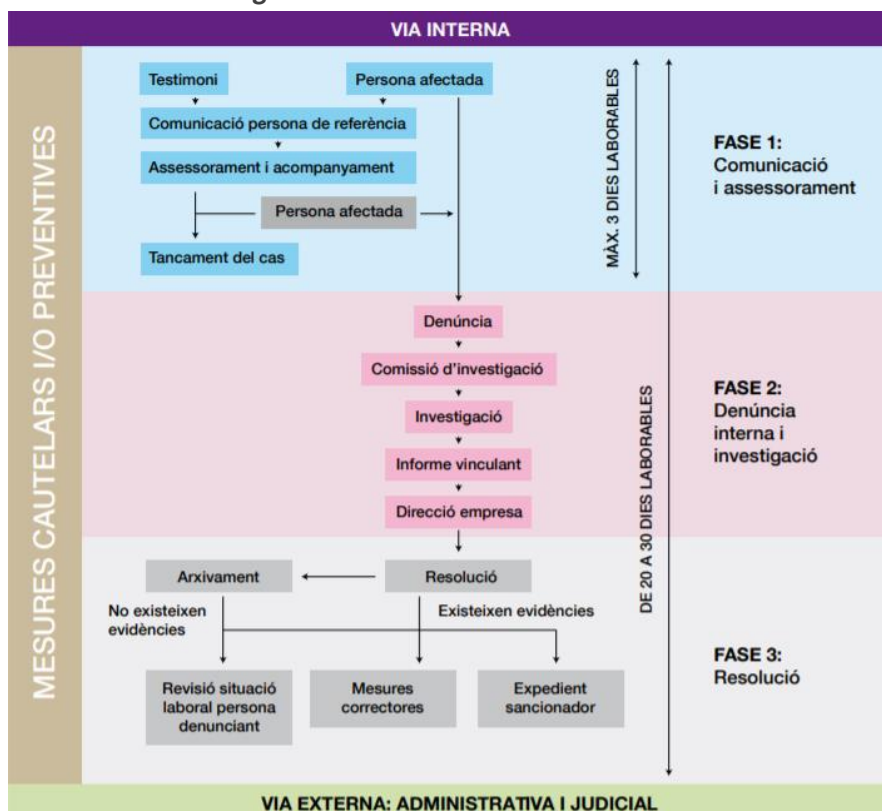 VIA INTERNA
MESURES CAUTELARS I/O PREVENTIVES
Testimoni
Persona afectada
Comunicació persona de referència
Assessorament i acompanyament
Persona afectada
Tancament del cas
MÀX. 3 DIES LABORABLES
FASE 1:
Comunicació
i assessorament
Denúncia
Comissió d'investigació
Investigació
Informe vinculant
Direcció empresa
DE 20 A 30 DIES LABORABLES
FASE 2:
Denúncia
interna i
investigació
Arxivament
Resolució
No existeixen
evidències
Existeixen evidències
Revisió situació
laboral persona
denunciant
Mesures
correctores
Expedient
sancionador
FASE 3:
Resolució
VIA EXTERNA: ADMINISTRATIVA I JUDICIAL